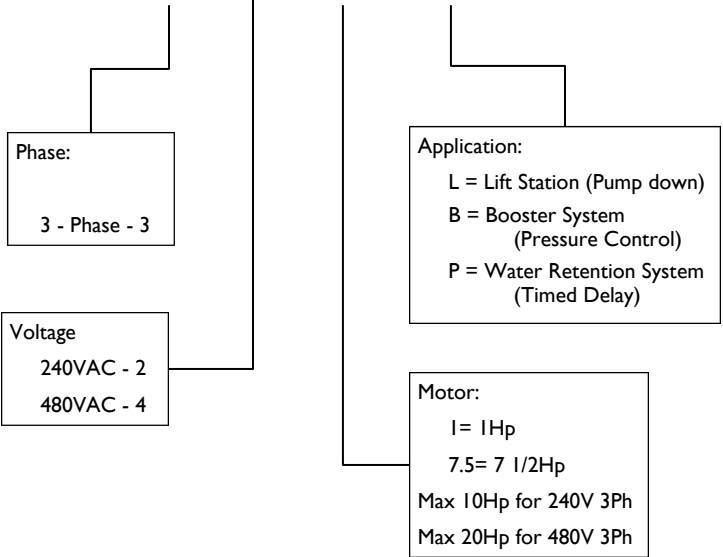 Phase:
3 - Phase - 3
Voltage
240VAC - 2
480VAC - 4
Application:
L = Lift Station (Pump down)
B = Booster System
(Pressure Control)
P = Water Retention System
(Timed Delay)
Motor:
1= 1Hp
7.5= 7 1/2Hp
Max 10Hp for 240V 3Ph
Max 20Hp for 480V 3Ph